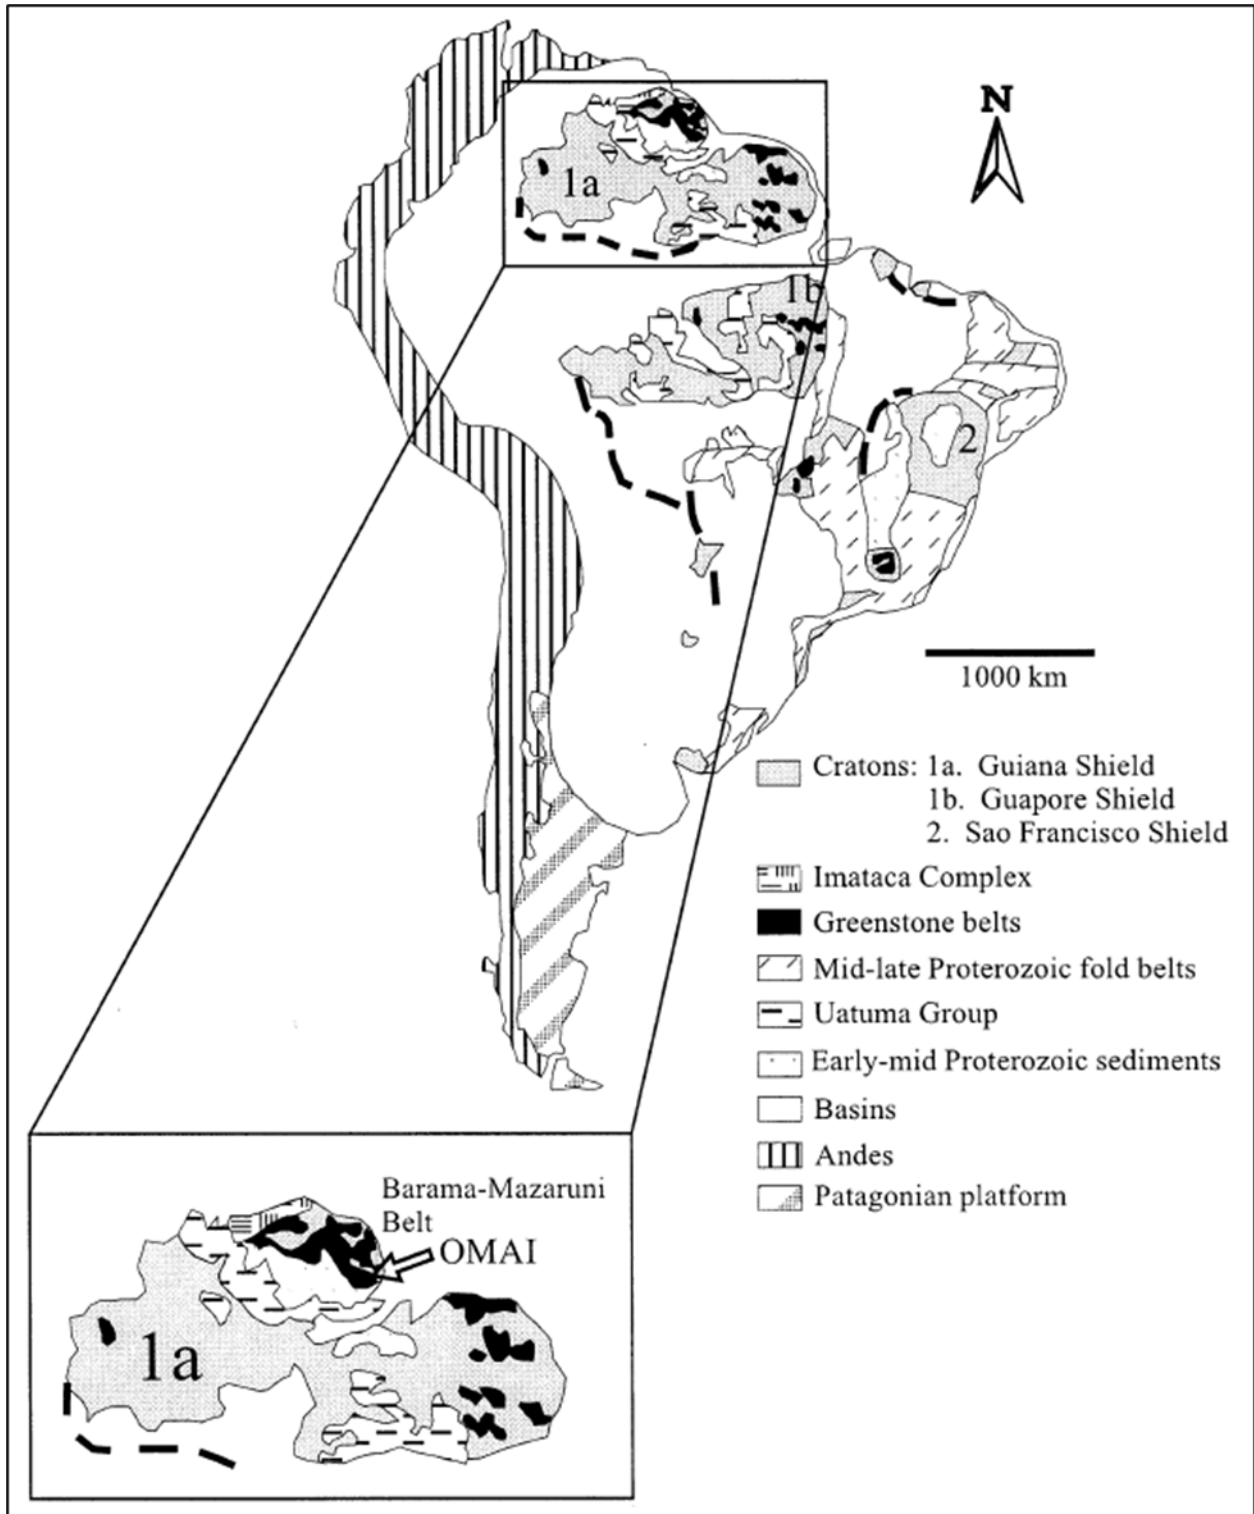 N
1a
1b
2
1000 km
Cratons: 1a. Guiana Shield
1b. Guapore Shield
2. Sao Francisco Shield
Imataca Complex
Greenstone belts
Mid-late Proterozoic fold belts
Uatuma Group
Early-mid Proterozoic sediments
Basins
Andes
Patagonian platform
Barama-Mazaruni
Belt
OMAI
1a